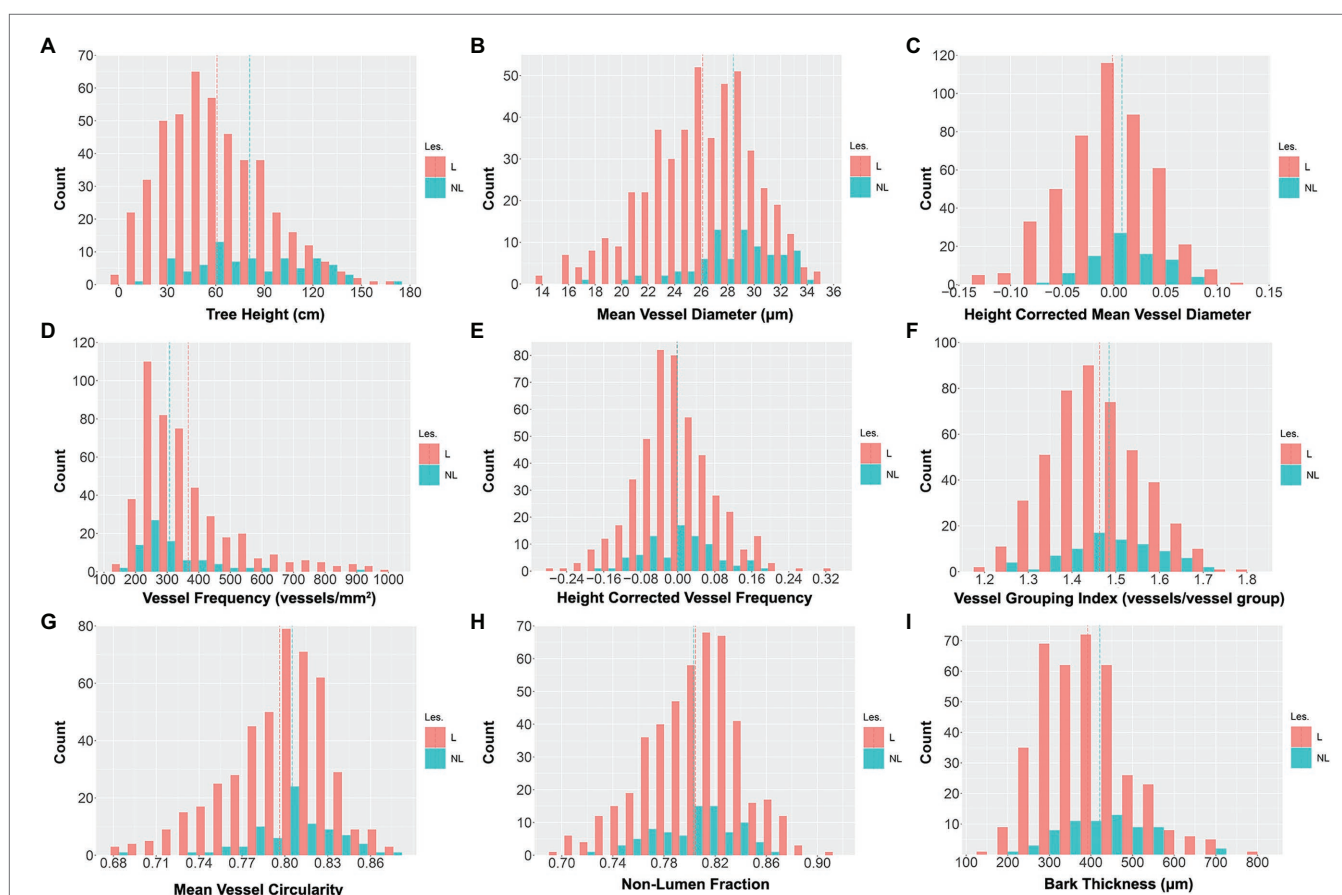 A
70
60
50
40
30
20
10
0
Count
0 30 60 90 120 150 180
Tree Height (cm)
Les.
L
NL
B
50
40
30
20
10
0
Count
14 16 18 20 22 24 26 28 30 32 34 36
Mean Vessel Diameter (µm)
Les.
L
NL
C
120
100
80
60
40
20
0
Count
−0.15 −0.10 −0.05 0.00 0.05 0.10 0.15
Height Corrected Mean Vessel Diameter
Les.
L
NL
D
120
100
80
60
40
20
0
Count
100 200 300 400 500 600 700 800 900 1000
Vessel Frequency (vessels/mm²)
Les.
L
NL
E
80
70
60
50
40
30
20
10
0
Count
−0.24 −0.16 −0.08 0.00 0.08 0.16 0.24 0.32
Height Corrected Vessel Frequency
Les.
L
NL
F
100
80
60
40
20
0
Count
1.2 1.3 1.4 1.5 1.6 1.7 1.8
Vessel Grouping Index (vessels/vessel group)
Les.
L
NL
G
80
60
40
20
0
Count
0.68 0.71 0.74 0.77 0.80 0.83 0.86
Mean Vessel Circularity
Les.
L
NL
H
70
60
50
40
30
20
10
0
Count
0.70 0.74 0.78 0.82 0.86 0.90
Non-Lumen Fraction
Les.
L
NL
I
70
60
50
40
30
20
10
Count
100 200 300 400 500 600 700 800
Bark Thickness (µm)
Les.
L
NL